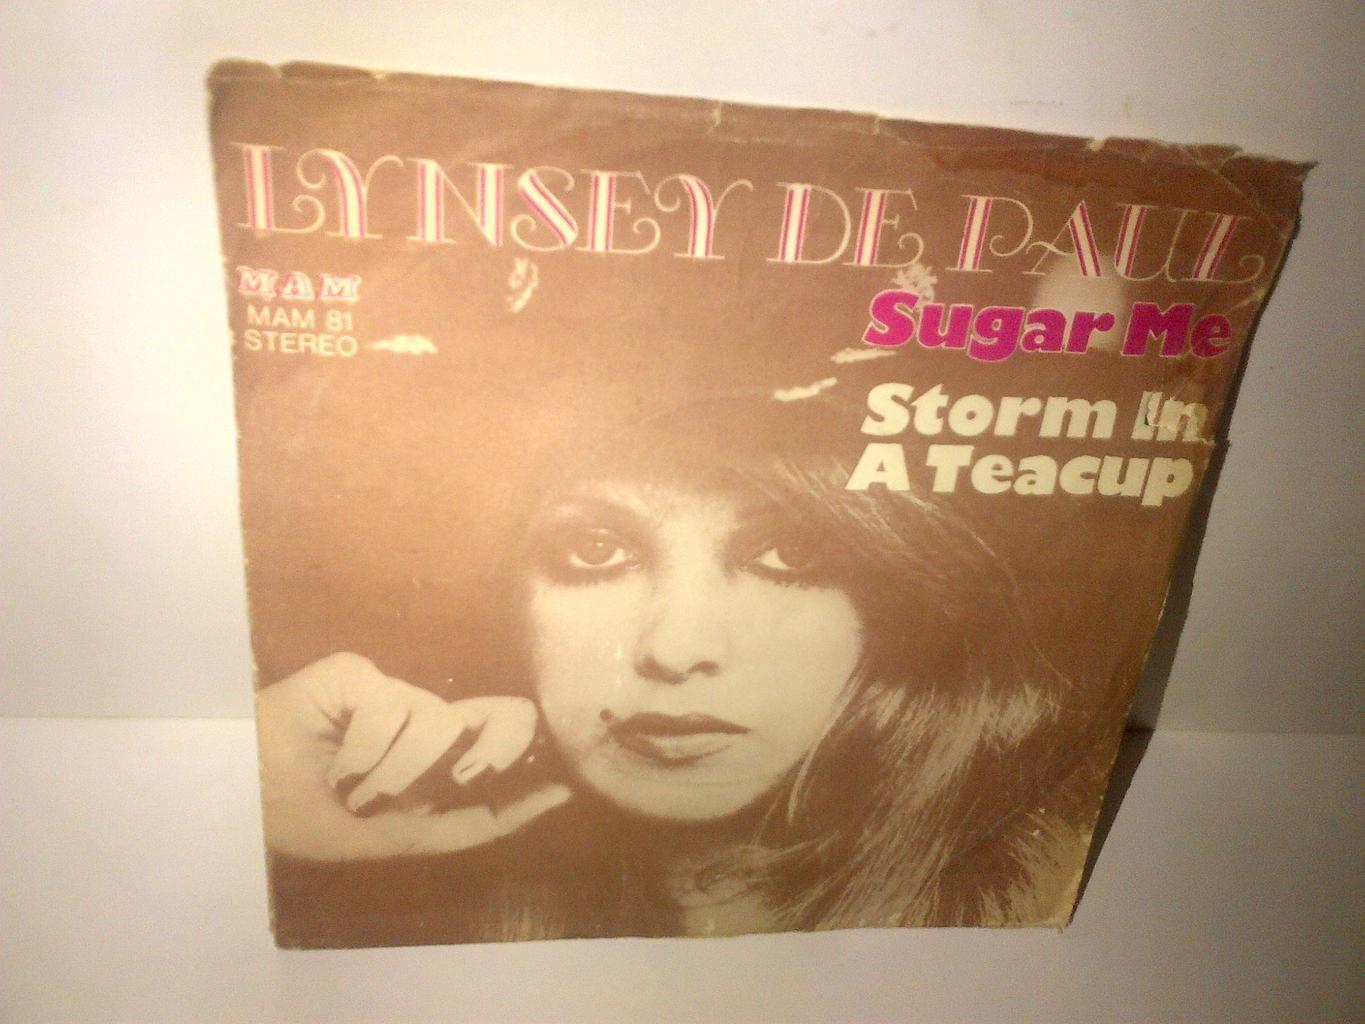 LYNSEY DE PAUL
MAM
MAM 81
STEREO
Sugar Me
Storm In
A Teacup